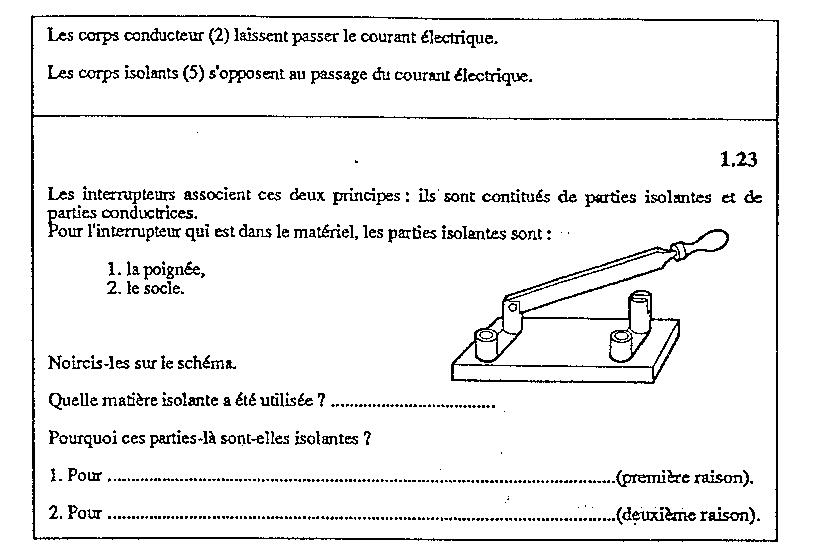 Les corps conducteur (2) laissent passer le courant électrique.
Les corps isolants (5) s'opposent au passage du courant électrique.
1.23
Les interrupteurs associent ces deux principes : ils sont contitués de parties isolantes et de
parties conductrices.
Pour l'interrupteur qui est dans le matériel, les parties isolantes sont :
1. la poignée,
2. le socle.
Noircis-les sur le schéma.
Quelle matière isolante a été utilisée ? ...................................
Pourquoi ces parties-là sont-elles isolantes ?
1. Pour ....................................................................................................(première raison).
2. Pour ....................................................................................................(deuxième raison).